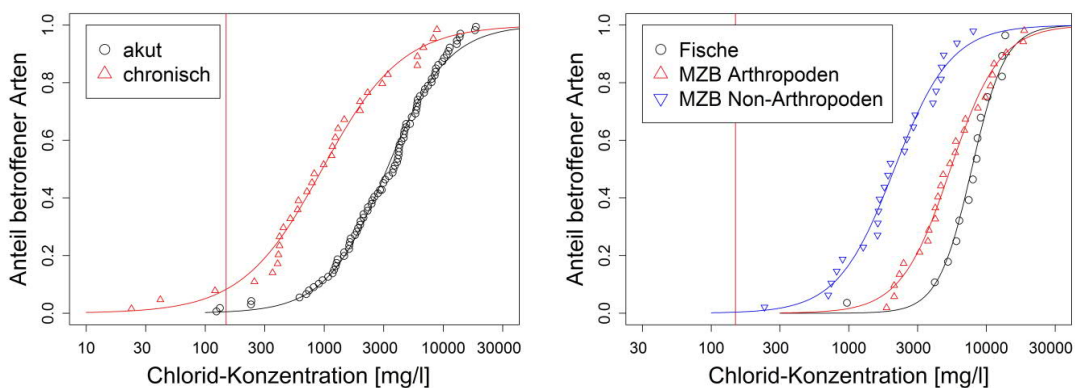 Anteil betroffener Arten
1.0
0.8
0.6
0.4
0.2
0.0
akut
chronisch
10 30 100 300 1000 3000 10000 30000
Chlorid-Konzentration [mg/l]
Anteil betroffener Arten
1.0
0.8
0.6
0.4
0.2
0.0
Fische
MZB Arthropoden
MZB Non-Arthropoden
100 300 1000 3000 10000 30000
Chlorid-Konzentration [mg/l]